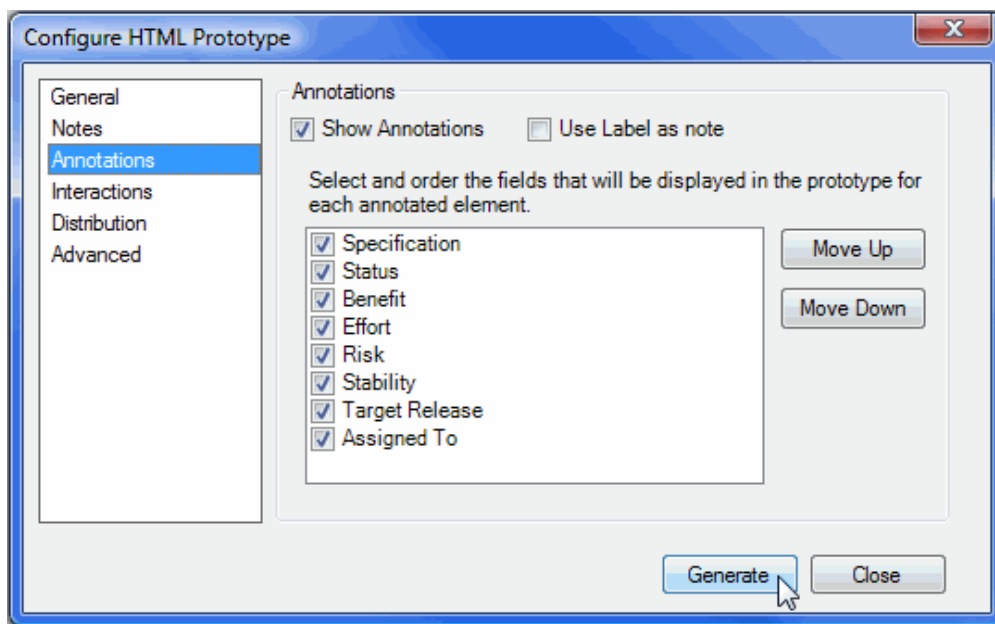 Configure HTML Prototype
X
General
Notes
Annotations
Interactions
Distribution
Advanced
Annotations
Show Annotations
Use Label as note
Select and order the fields that will be displayed in the prototype for
each annotated element.
Specification
Status
Benefit
Effort
Risk
Stability
Target Release
Assigned To
Move Up
Move Down
Generate
Close